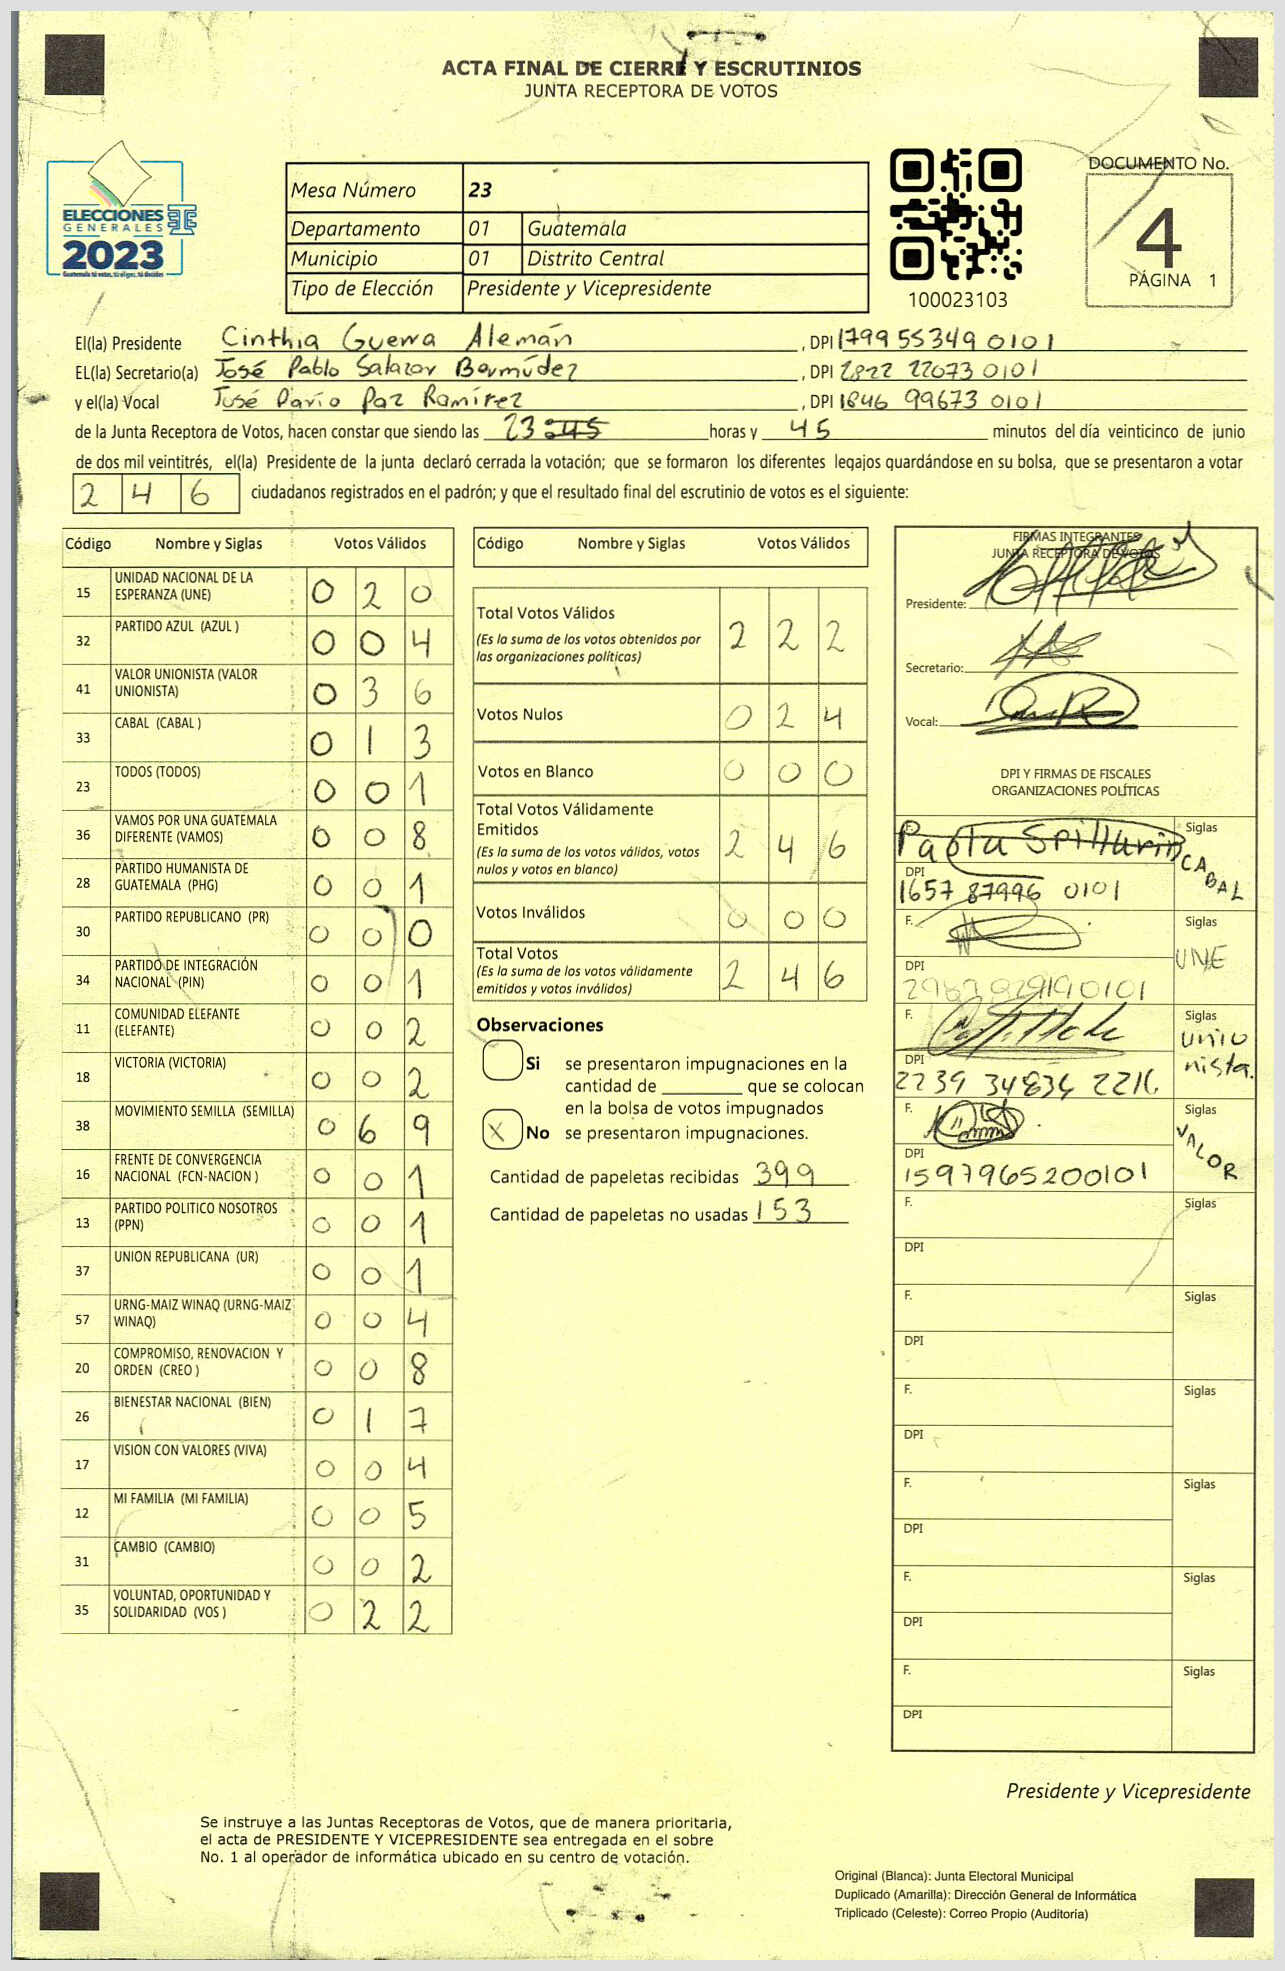 ACTA FINAL DE CIERRE Y ESCRUTINIOS
JUNTA RECEPTORA DE VOTOS
ELECCIONES
GENERALES
2023
Guatemala tú votas, tú eliges, tú decides
Mesa Número 23
Departamento 01 Guatemala
Municipio 01 Distrito Central
Tipo de Elección Presidente y Vicepresidente
100023103
DOCUMENTO No.
4
PÁGINA 1
El(la) Presidente Cinthia Guerra Alemán, DPI 1799 55349 0101
EL(la) Secretario(a) José Pablo Salazar Bermúdez, DPI 2822 22073 0101
y el(la) Vocal José Darío Paz Ramírez, DPI 1846 99673 0101
de la Junta Receptora de Votos, hacen constar que siendo las 23 horas y 45 minutos del día veinticinco de junio
de dos mil veintitrés, el(la) Presidente de la junta declaró cerrada la votación; que se formaron los diferentes legajos guardándose en su bolsa, que se presentaron a votar
2 4 6 ciudadanos registrados en el padrón; y que el resultado final del escrutinio de votos es el siguiente:
Código Nombre y Siglas Votos Válidos
15 UNIDAD NACIONAL DE LA ESPERANZA (UNE) 0 2 0
32 PARTIDO AZUL (AZUL ) 0 0 4
41 VALOR UNIONISTA (VALOR UNIONISTA) 0 3 6
33 CABAL (CABAL ) 0 1 3
23 TODOS (TODOS) 0 0 1
36 VAMOS POR UNA GUATEMALA DIFERENTE (VAMOS) 0 0 8
28 PARTIDO HUMANISTA DE GUATEMALA (PHG) 0 0 1
30 PARTIDO REPUBLICANO (PR) 0 0 0
34 PARTIDO DE INTEGRACIÓN NACIONAL (PIN) 0 0 1
11 COMUNIDAD ELEFANTE (ELEFANTE) 0 0 2
18 VICTORIA (VICTORIA) 0 0 2
38 MOVIMIENTO SEMILLA (SEMILLA) 0 6 9
16 FRENTE DE CONVERGENCIA NACIONAL (FCN-NACION ) 0 0 1
13 PARTIDO POLITICO NOSOTROS (PPN) 0 0 1
37 UNION REPUBLICANA (UR) 0 0 1
57 URNG-MAIZ WINAQ (URNG-MAIZ WINAQ) 0 0 4
20 COMPROMISO, RENOVACION Y ORDEN (CREO ) 0 0 8
26 BIENESTAR NACIONAL (BIEN) 0 1 7
17 VISION CON VALORES (VIVA) 0 0 4
12 MI FAMILIA (MI FAMILIA) 0 0 5
31 CAMBIO (CAMBIO) 0 0 2
35 VOLUNTAD, OPORTUNIDAD Y SOLIDARIDAD (VOS ) 0 2 2
Código Nombre y Siglas Votos Válidos
Total Votos Válidos 2 2 2
(Es la suma de los votos obtenidos por
las organizaciones políticas)
Votos Nulos 0 2 4
Votos en Blanco 0 0 0
Total Votos Válidamente
Emitidos 2 4 6
(Es la suma de los votos válidos, votos
nulos y votos en blanco)
Votos Inválidos 0 0 0
Total Votos 2 4 6
(Es la suma de los votos válidamente
emitidos y votos inválidos)
Observaciones
Si se presentaron impugnaciones en la
cantidad de ________ que se colocan
en la bolsa de votos impugnados
X No se presentaron impugnaciones.
Cantidad de papeletas recibidas 399
Cantidad de papeletas no usadas 153
FIRMAS INTEGRANTES
JUNTA RECEPTORA DE VOTOS
Presidente:
Secretario:
Vocal:
DPI Y FIRMAS DE FISCALES
ORGANIZACIONES POLÍTICAS
F. Paola Siglas
DPI 1657 87996 0101 CABAL
F. Siglas
DPI UNE
F. Siglas
DPI 2239 34834 Unionista.
F. Siglas
DPI 1597965200101 VALOR
F. Siglas
DPI
F. Siglas
DPI
F. Siglas
DPI
F. Siglas
DPI
F. Siglas
DPI
F. Siglas
DPI
Presidente y Vicepresidente
Se instruye a las Juntas Receptoras de Votos, que de manera prioritaria,
el acta de PRESIDENTE Y VICEPRESIDENTE sea entregada en el sobre
No. 1 al operador de informática ubicado en su centro de votación.
Original (Blanca): Junta Electoral Municipal
Duplicado (Amarilla): Dirección General de Informática
Triplicado (Celeste): Correo Propio (Auditoria)